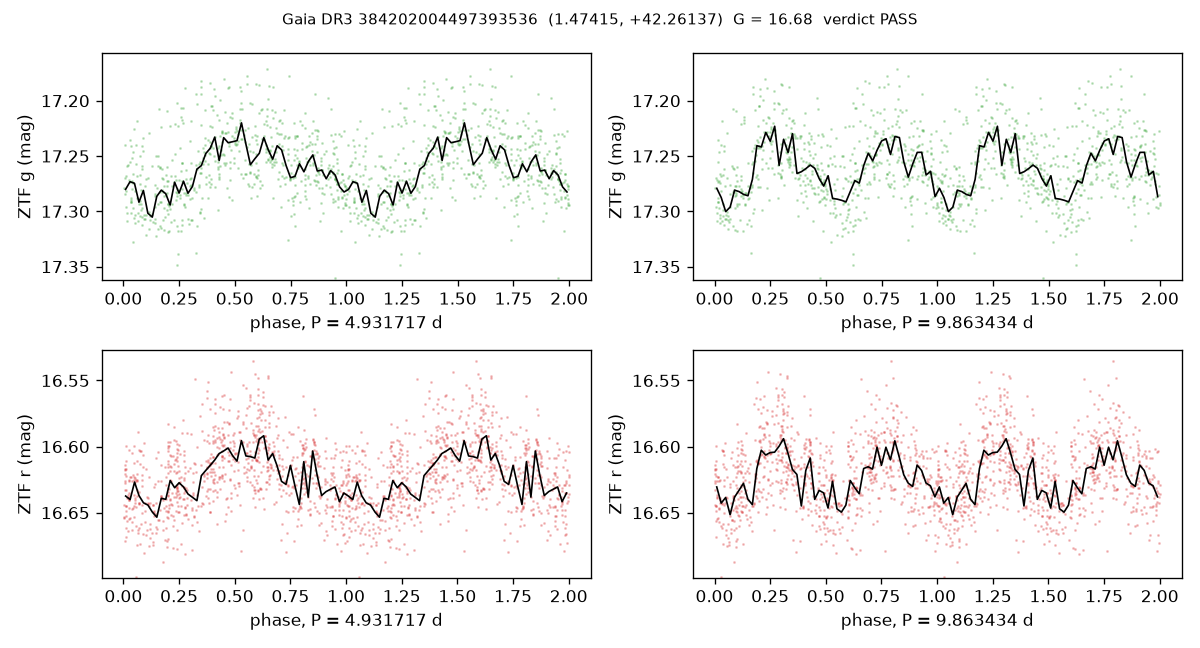 Gaia DR3 384202004497393536  (1.47415, +42.26137)  G = 16.68  verdict PASS
ZTF g (mag)
17.20
17.25
17.30
17.35
0.00 0.25 0.50 0.75 1.00 1.25 1.50 1.75 2.00
phase, P = 4.931717 d
ZTF g (mag)
17.20
17.25
17.30
17.35
0.00 0.25 0.50 0.75 1.00 1.25 1.50 1.75 2.00
phase, P = 9.863434 d
ZTF r (mag)
16.55
16.60
16.65
0.00 0.25 0.50 0.75 1.00 1.25 1.50 1.75 2.00
phase, P = 4.931717 d
ZTF r (mag)
16.55
16.60
16.65
0.00 0.25 0.50 0.75 1.00 1.25 1.50 1.75 2.00
phase, P = 9.863434 d